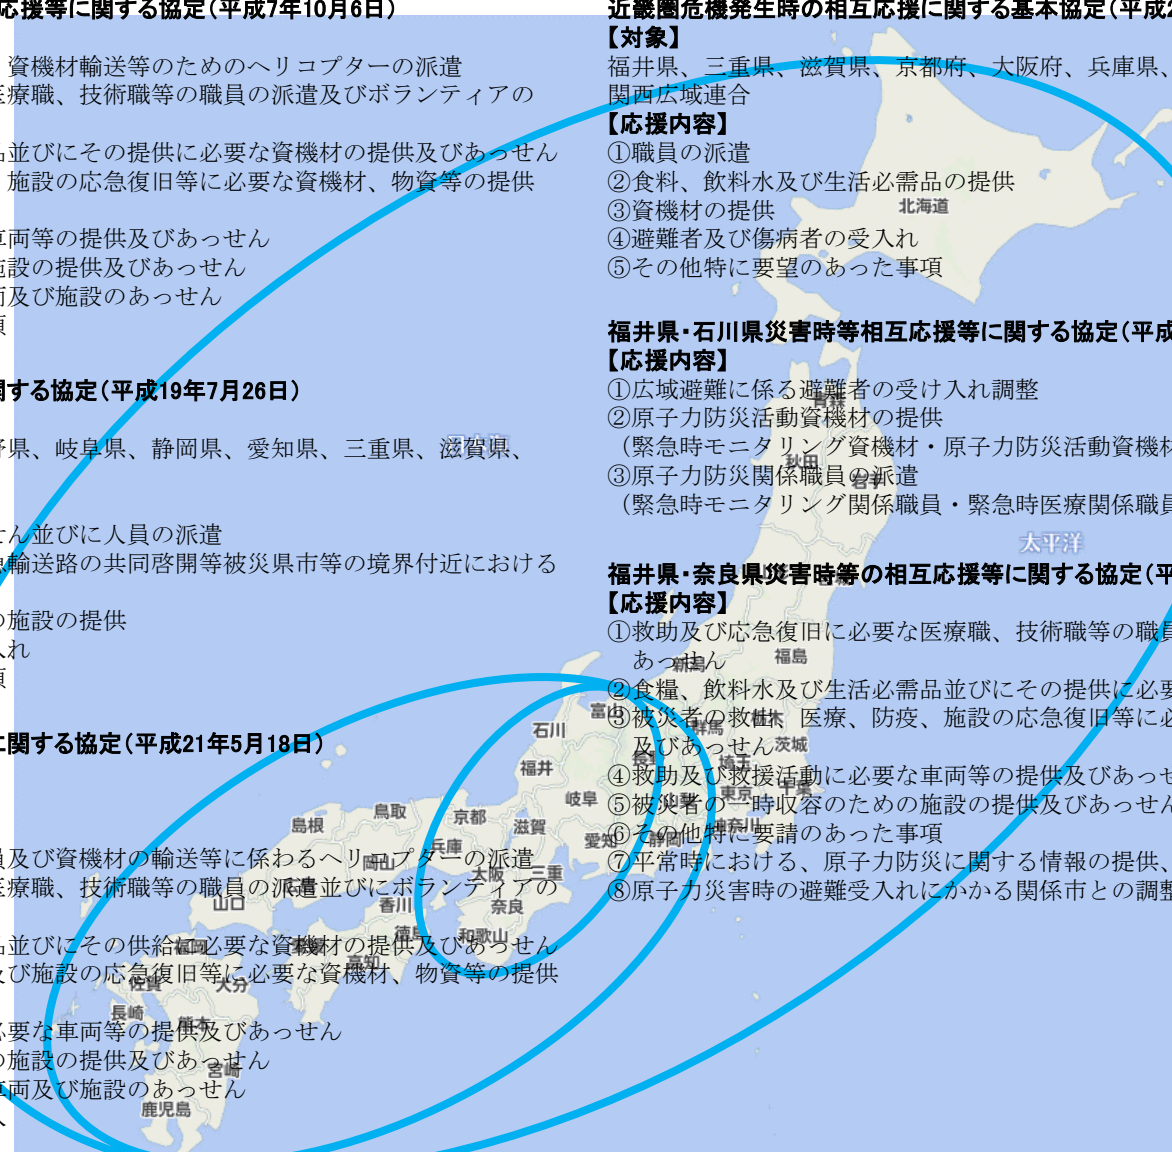 応援等に関する協定（平成7年10月6日）
資機材輸送等のためのヘリコプターの派遣
医療職、技術職等の職員の派遣及びボランティアの
品並びにその提供に必要な資機材の提供及びあっせん
、施設の応急復旧等に必要な資機材、物資等の提供
車両等の提供及びあっせん
施設の提供及びあっせん
両及び施設のあっせん
項
関する協定（平成19年7月26日）
野県、岐阜県、静岡県、愛知県、三重県、滋賀県、
せん並びに人員の派遣
急輸送路の共同啓開等被災県市等の境界付近における
の施設の提供
入れ
項
に関する協定（平成21年5月18日）
員及び資機材の輸送等に係わるヘリコプターの派遣
医療職、技術職等の職員の派遣並びにボランティアの
品並びにその供給に必要な資機材の提供及びあっせん
及び施設の応急復旧等に必要な資機材、物資等の提供
必要な車両等の提供及びあっせん
の施設の提供及びあっせん
車両及び施設のあっせん
近畿圏危機発生時の相互応援に関する基本協定（平成2
【対象】
福井県、三重県、滋賀県、京都府、大阪府、兵庫県、
関西広域連合
【応援内容】
①職員の派遣
②食料、飲料水及び生活必需品の提供
③資機材の提供
④避難者及び傷病者の受入れ
⑤その他特に要望のあった事項
福井県・石川県災害時等相互応援等に関する協定（平成
【応援内容】
①広域避難に係る避難者の受け入れ調整
②原子力防災活動資機材の提供
（緊急時モニタリング資機材・原子力防災活動資機材
③原子力防災関係職員の派遣
（緊急時モニタリング関係職員・緊急時医療関係職員
福井県・奈良県災害時等の相互応援等に関する協定（平
【応援内容】
①救助及び応急復旧に必要な医療職、技術職等の職員
あっせん
②食糧、飲料水及び生活必需品並びにその提供に必要
③被災者の救出、医療、防疫、施設の応急復旧等に必
及びあっせん
④救助及び救援活動に必要な車両等の提供及びあっせ
⑤被災者の一時収容のための施設の提供及びあっせん
⑥その他特に要請のあった事項
⑦平常時における、原子力防災に関する情報の提供、
⑧原子力災害時の避難受入れにかかる関係市との調整
北海道
青森
秋田
岩手
太平洋
新潟
福島
富山
石川
群馬
栃木
長野
茨城
埼玉
福井
岐阜
山梨
東京
千葉
神奈川
静岡
愛知
滋賀
京都
鳥取
島根
兵庫
岡山
大阪
三重
広島
奈良
山口
香川
徳島
和歌山
福岡
愛媛
高知
佐賀
大分
長崎
熊本
宮崎
鹿児島